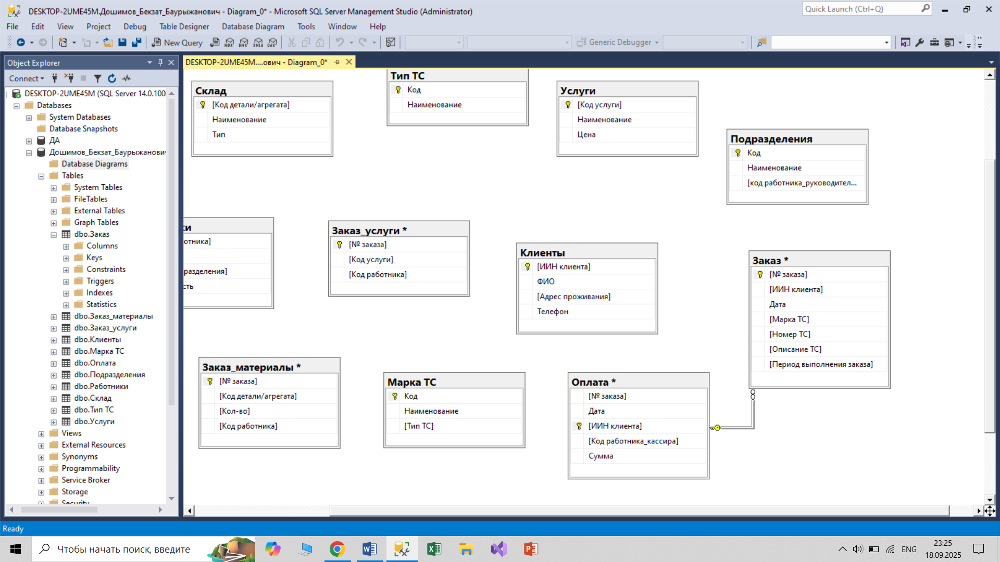 DESKTOP-2UME45M.Дошимов_Бекзат_Баурыжанович - Diagram_0* - Microsoft SQL Server Management Studio (Administrator)
Quick Launch (Ctrl+Q)
File Edit View Project Debug Table Designer Database Diagram Tools Window Help
New Query MDX DMX XMLA DAX Generic Debugger
Object Explorer
Connect
DESKTOP-2UME45M (SQL Server 14.0.100
Databases
System Databases
Database Snapshots
ДА
Дошимов_Бекзат_Баурыжанович
Database Diagrams
Tables
System Tables
FileTables
External Tables
Graph Tables
dbo.Заказ
Columns
Keys
Constraints
Triggers
Indexes
Statistics
dbo.Заказ_материалы
dbo.Заказ_услуги
dbo.Клиенты
dbo.Марка ТС
dbo.Оплата
dbo.Подразделения
dbo.Работники
dbo.Склад
dbo.Тип ТС
dbo.Услуги
Views
External Resources
Synonyms
Programmability
Service Broker
Storage
Security
DESKTOP-2UME45M....ович - Diagram_0*
Склад
[Код детали/агрегата]
Наименование
Тип
Тип ТС
Код
Наименование
Услуги
[Код услуги]
Наименование
Цена
Подразделения
Код
Наименование
[код работника_руководител...
ки
отника]
разделения]
сть
Заказ_услуги *
[№ заказа]
[Код услуги]
[Код работника]
Клиенты
[ИИН клиента]
ФИО
[Адрес проживания]
Телефон
Заказ *
[№ заказа]
[ИИН клиента]
Дата
[Марка ТС]
[Номер ТС]
[Описание ТС]
[Период выполнения заказа]
Заказ_материалы *
[№ заказа]
[Код детали/агрегата]
[Кол-во]
[Код работника]
Марка ТС
Код
Наименование
[Тип ТС]
Оплата *
[№ заказа]
Дата
[ИИН клиента]
[Код работника_кассира]
Сумма
Ready
Чтобы начать поиск, введите
ENG
23:25
18.09.2025